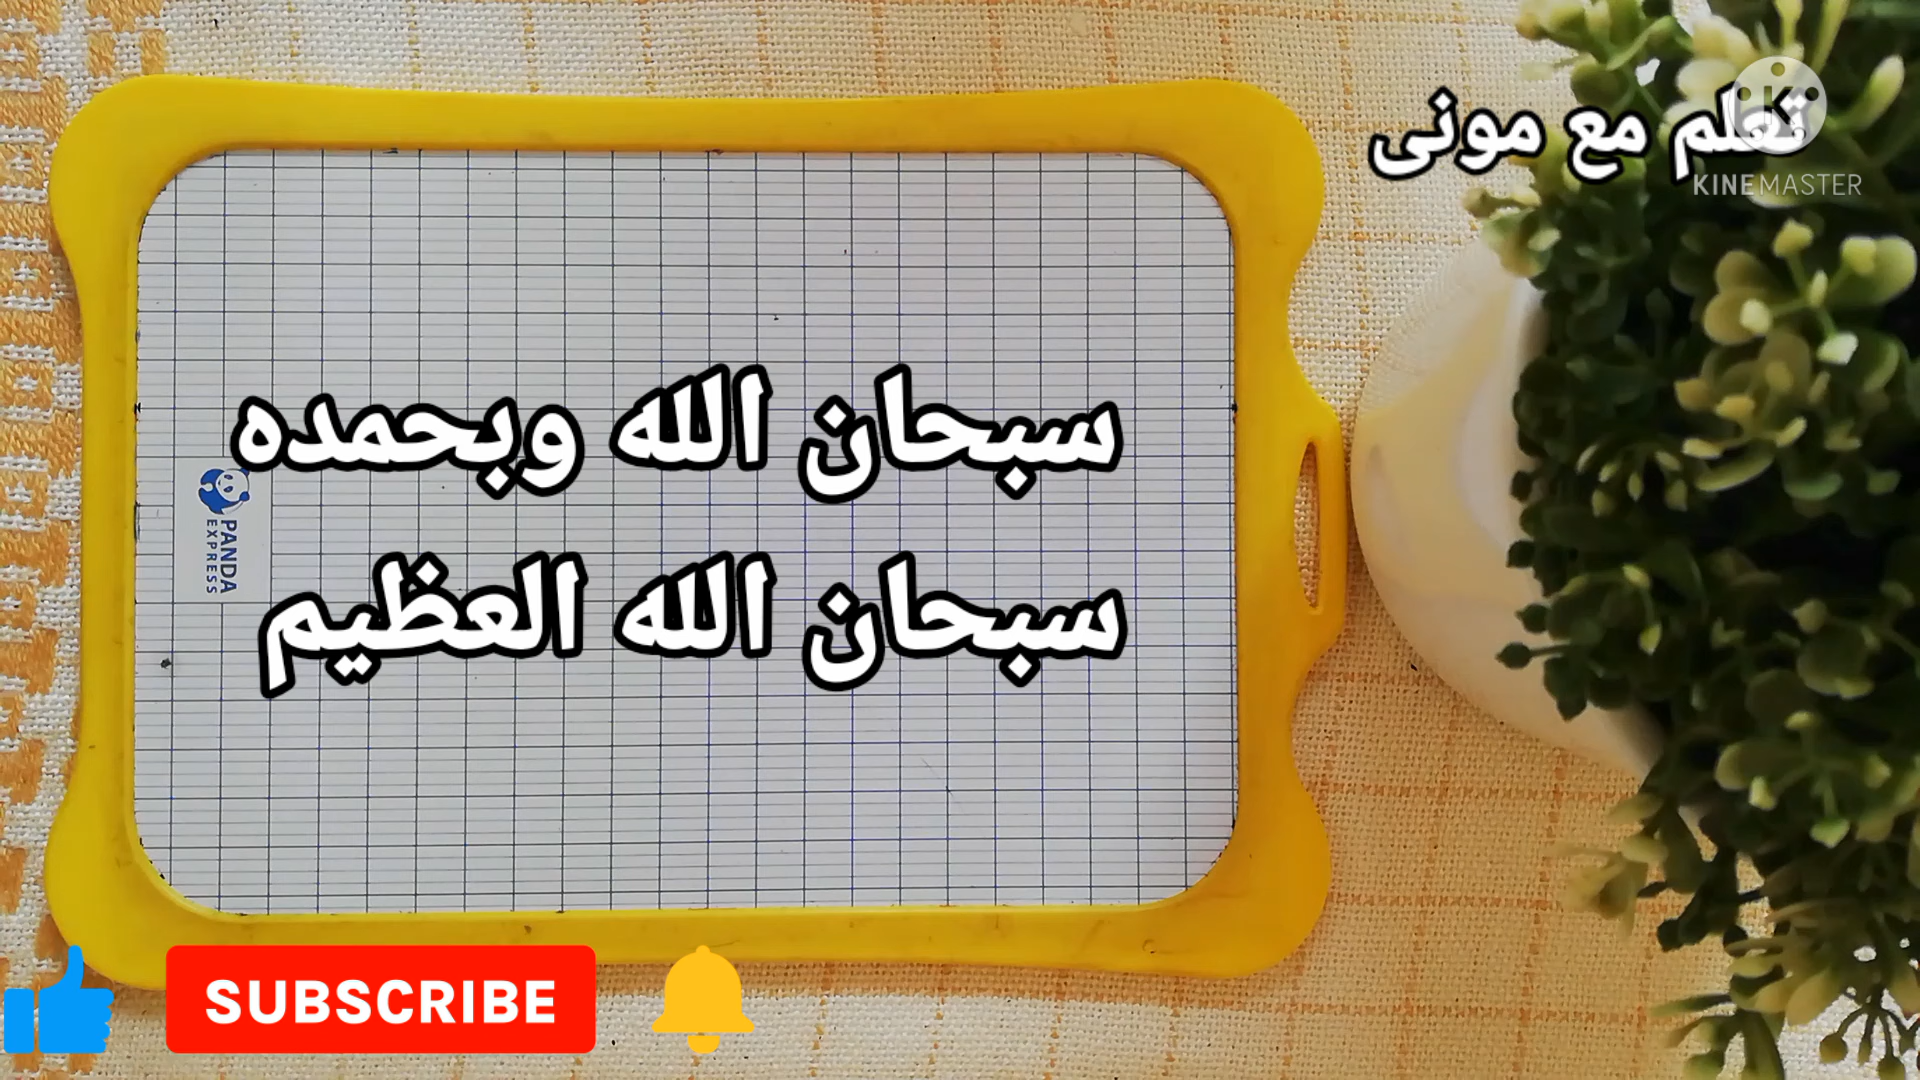 تعلم مع مونى
KINEMASTER
سبحان الله وبحمده
سبحان الله العظيم
PANDA
EXPRESS
SUBSCRIBE